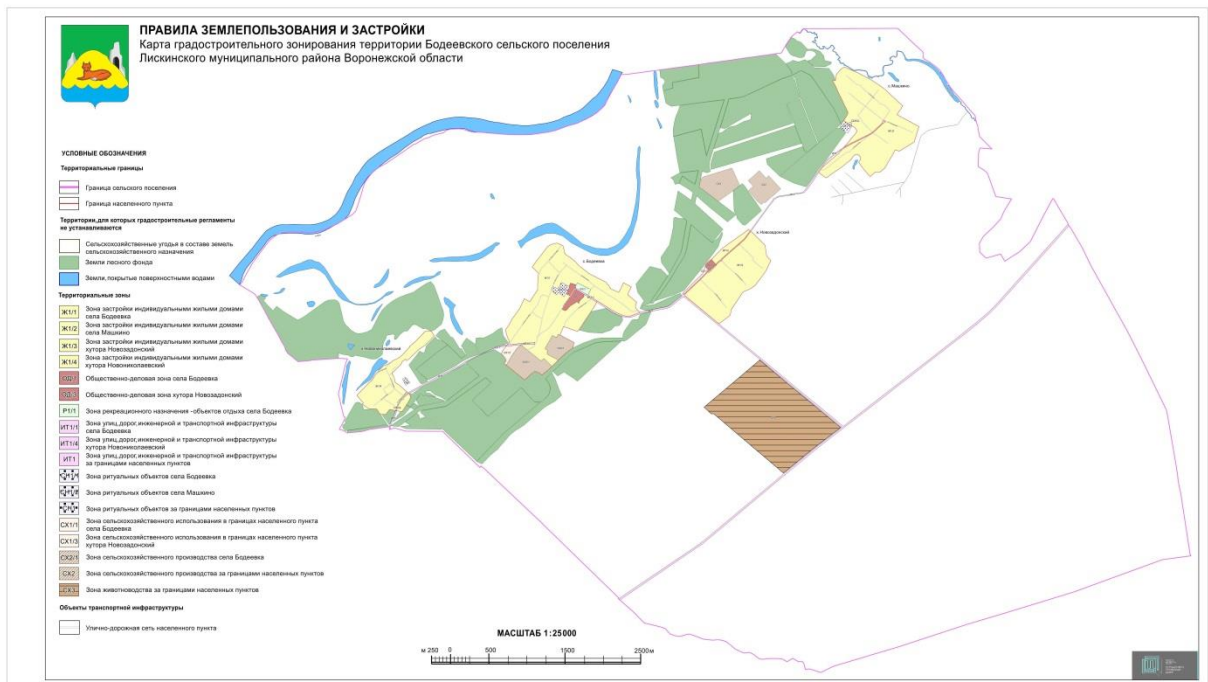 ПРАВИЛА ЗЕМЛЕПОЛЬЗОВАНИЯ И ЗАСТРОЙКИ
Карта градостроительного зонирования территории Бодеевского сельского поселения
Лискинского муниципального района Воронежской области
УСЛОВНЫЕ ОБОЗНАЧЕНИЯ
Территориальные границы
Граница сельского поселения
Граница населенного пункта
Территории,для которых градостроительные регламенты
не устанавливаются
Сельскохозяйственные угодья в составе земель
сельскохозяйственного назначения
Земли лесного фонда
Земли,покрытые поверхностными водами
Территориальные зоны
Ж1/1 Зона застройки индивидуальными жилыми домами
села Бодеевка
Ж1/2 Зона застройки индивидуальными жилыми домами
села Машкино
Ж1/3 Зона застройки индивидуальными жилыми домами
хутора Новозадонский
Ж1/4 Зона застройки индивидуальными жилыми домами
хутора Новониколаевский
Общественно-деловая зона села Бодеевка
Общественно-деловая зона хутора Новозадонский
Р1/1 Зона рекреационного назначения -объектов отдыха села Бодеевка
ИТ1/1 Зона улиц,дорог,инженерной и транспортной инфраструктуры
села Бодеевка
ИТ1/4 Зона улиц,дорог,инженерной и транспортной инфраструктуры
хутора Новониколаевский
ИТ1 Зона улиц,дорог,инженерной и транспортной инфраструктуры
за границами населенных пунктов
Зона ритуальных объектов села Бодеевка
Зона ритуальных объектов села Машкино
Зона ритуальных объектов за границами населенных пунктов
СХ1/1 Зона сельскохозяйственного использования в границах населенного пункта
села Бодеевка
СХ1/3 Зона сельскохозяйственного использования в границах населенного пункта
хутора Новозадонский
СХ2/1 Зона сельскохозяйственного производства села Бодеевка
СХ2 Зона сельскохозяйственного производства за границами населенных пунктов
СХ3 Зона животноводства за границами населенных пунктов
Объекты транспортной инфраструктуры
Улично-дорожная сеть населенного пункта
с.Машкино
х.Новозадонский
с.Бодеевка
х.Новониколаевский
МАСШТАБ 1:25000
м 250 0 500 1500 2500м